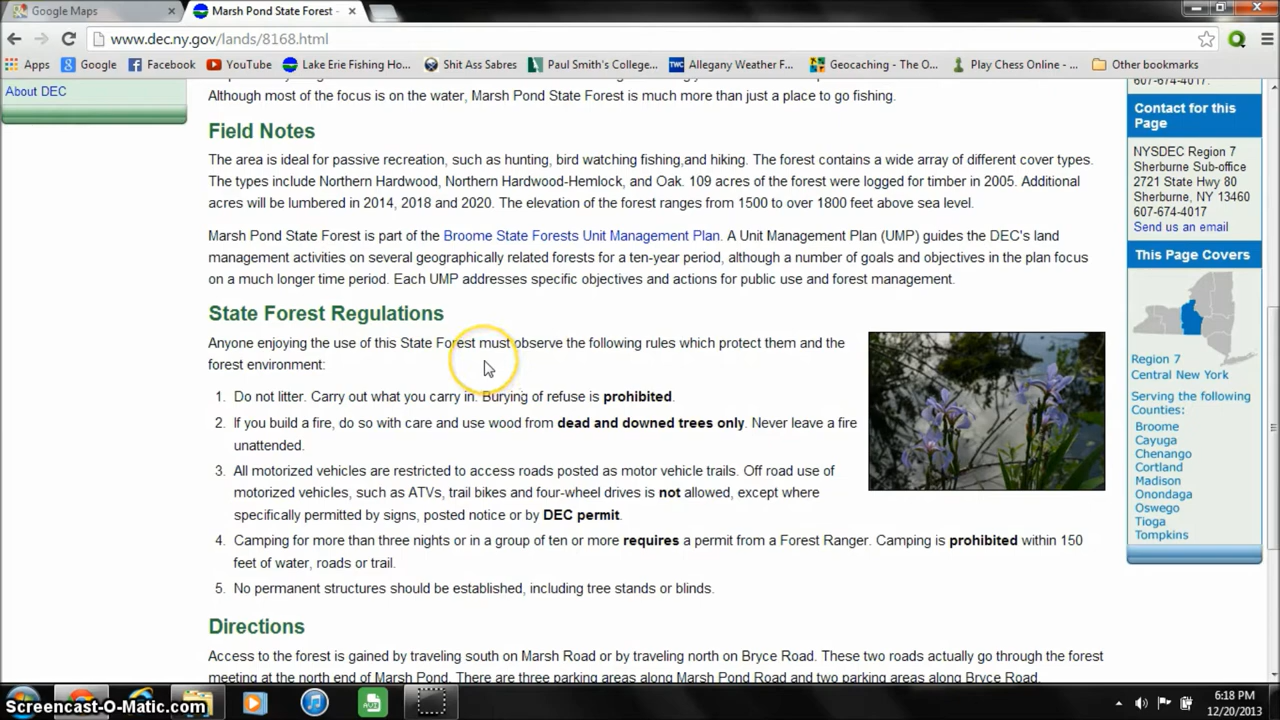 Google Maps
Marsh Pond State Forest -
www.dec.ny.gov/lands/8168.html
Apps Google Facebook YouTube Lake Erie Fishing Ho... Shit Ass Sabres Paul Smith's College... Allegany Weather F... Geocaching - The O... Play Chess Online - ... Other bookmarks
About DEC
Although most of the focus is on the water, Marsh Pond State Forest is much more than just a place to go fishing.
Field Notes
The area is ideal for passive recreation, such as hunting, bird watching fishing,and hiking. The forest contains a wide array of different cover types.
The types include Northern Hardwood, Northern Hardwood-Hemlock, and Oak. 109 acres of the forest were logged for timber in 2005. Additional
acres will be lumbered in 2014, 2018 and 2020. The elevation of the forest ranges from 1500 to over 1800 feet above sea level.
Marsh Pond State Forest is part of the Broome State Forests Unit Management Plan. A Unit Management Plan (UMP) guides the DEC's land
management activities on several geographically related forests for a ten-year period, although a number of goals and objectives in the plan focus
on a much longer time period. Each UMP addresses specific objectives and actions for public use and forest management.
State Forest Regulations
Anyone enjoying the use of this State Forest must observe the following rules which protect them and the
forest environment:
1. Do not litter. Carry out what you carry in. Burying of refuse is prohibited.
2. If you build a fire, do so with care and use wood from dead and downed trees only. Never leave a fire
unattended.
3. All motorized vehicles are restricted to access roads posted as motor vehicle trails. Off road use of
motorized vehicles, such as ATVs, trail bikes and four-wheel drives is not allowed, except where
specifically permitted by signs, posted notice or by DEC permit.
4. Camping for more than three nights or in a group of ten or more requires a permit from a Forest Ranger. Camping is prohibited within 150
feet of water, roads or trail.
5. No permanent structures should be established, including tree stands or blinds.
Directions
Access to the forest is gained by traveling south on Marsh Road or by traveling north on Bryce Road. These two roads actually go through the forest
meeting at the north end of Marsh Pond. There are three parking areas along Marsh Pond Road and two parking areas along Bryce Road.
607-674-4017.
Contact for this
Page
NYSDEC Region 7
Sherburne Sub-office
2721 State Hwy 80
Sherburne, NY 13460
607-674-4017
Send us an email
This Page Covers
Region 7
Central New York
Serving the following
Counties:
Broome
Cayuga
Chenango
Cortland
Madison
Onondaga
Oswego
Tioga
Tompkins
Screencast-O-Matic.com
6:18 PM
12/20/2013